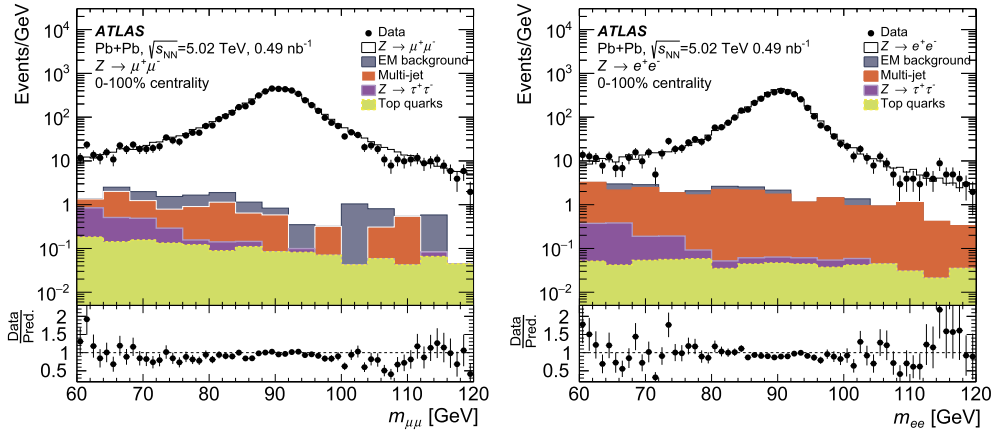 ATLAS
Pb+Pb, √sNN=5.02 TeV, 0.49 nb-1
Z → μ+μ-
0-100% centrality
Data
Z → μ+μ-
EM background
Multi-jet
Z → τ+τ-
Top quarks
Events/GeV
10^4
10^3
10^2
10
1
10^-1
10^-2
Data
Pred.
2
1.5
1
0.5
60 70 80 90 100 110 120
mμμ [GeV]
ATLAS
Pb+Pb, √sNN=5.02 TeV 0.49 nb-1
Z → e+e-
0-100% centrality
Data
Z → e+e-
EM background
Multi-jet
Z → τ+τ-
Top quarks
Events/GeV
10^4
10^3
10^2
10
1
10^-1
10^-2
Data
Pred.
2
1.5
1
0.5
60 70 80 90 100 110 120
mee [GeV]